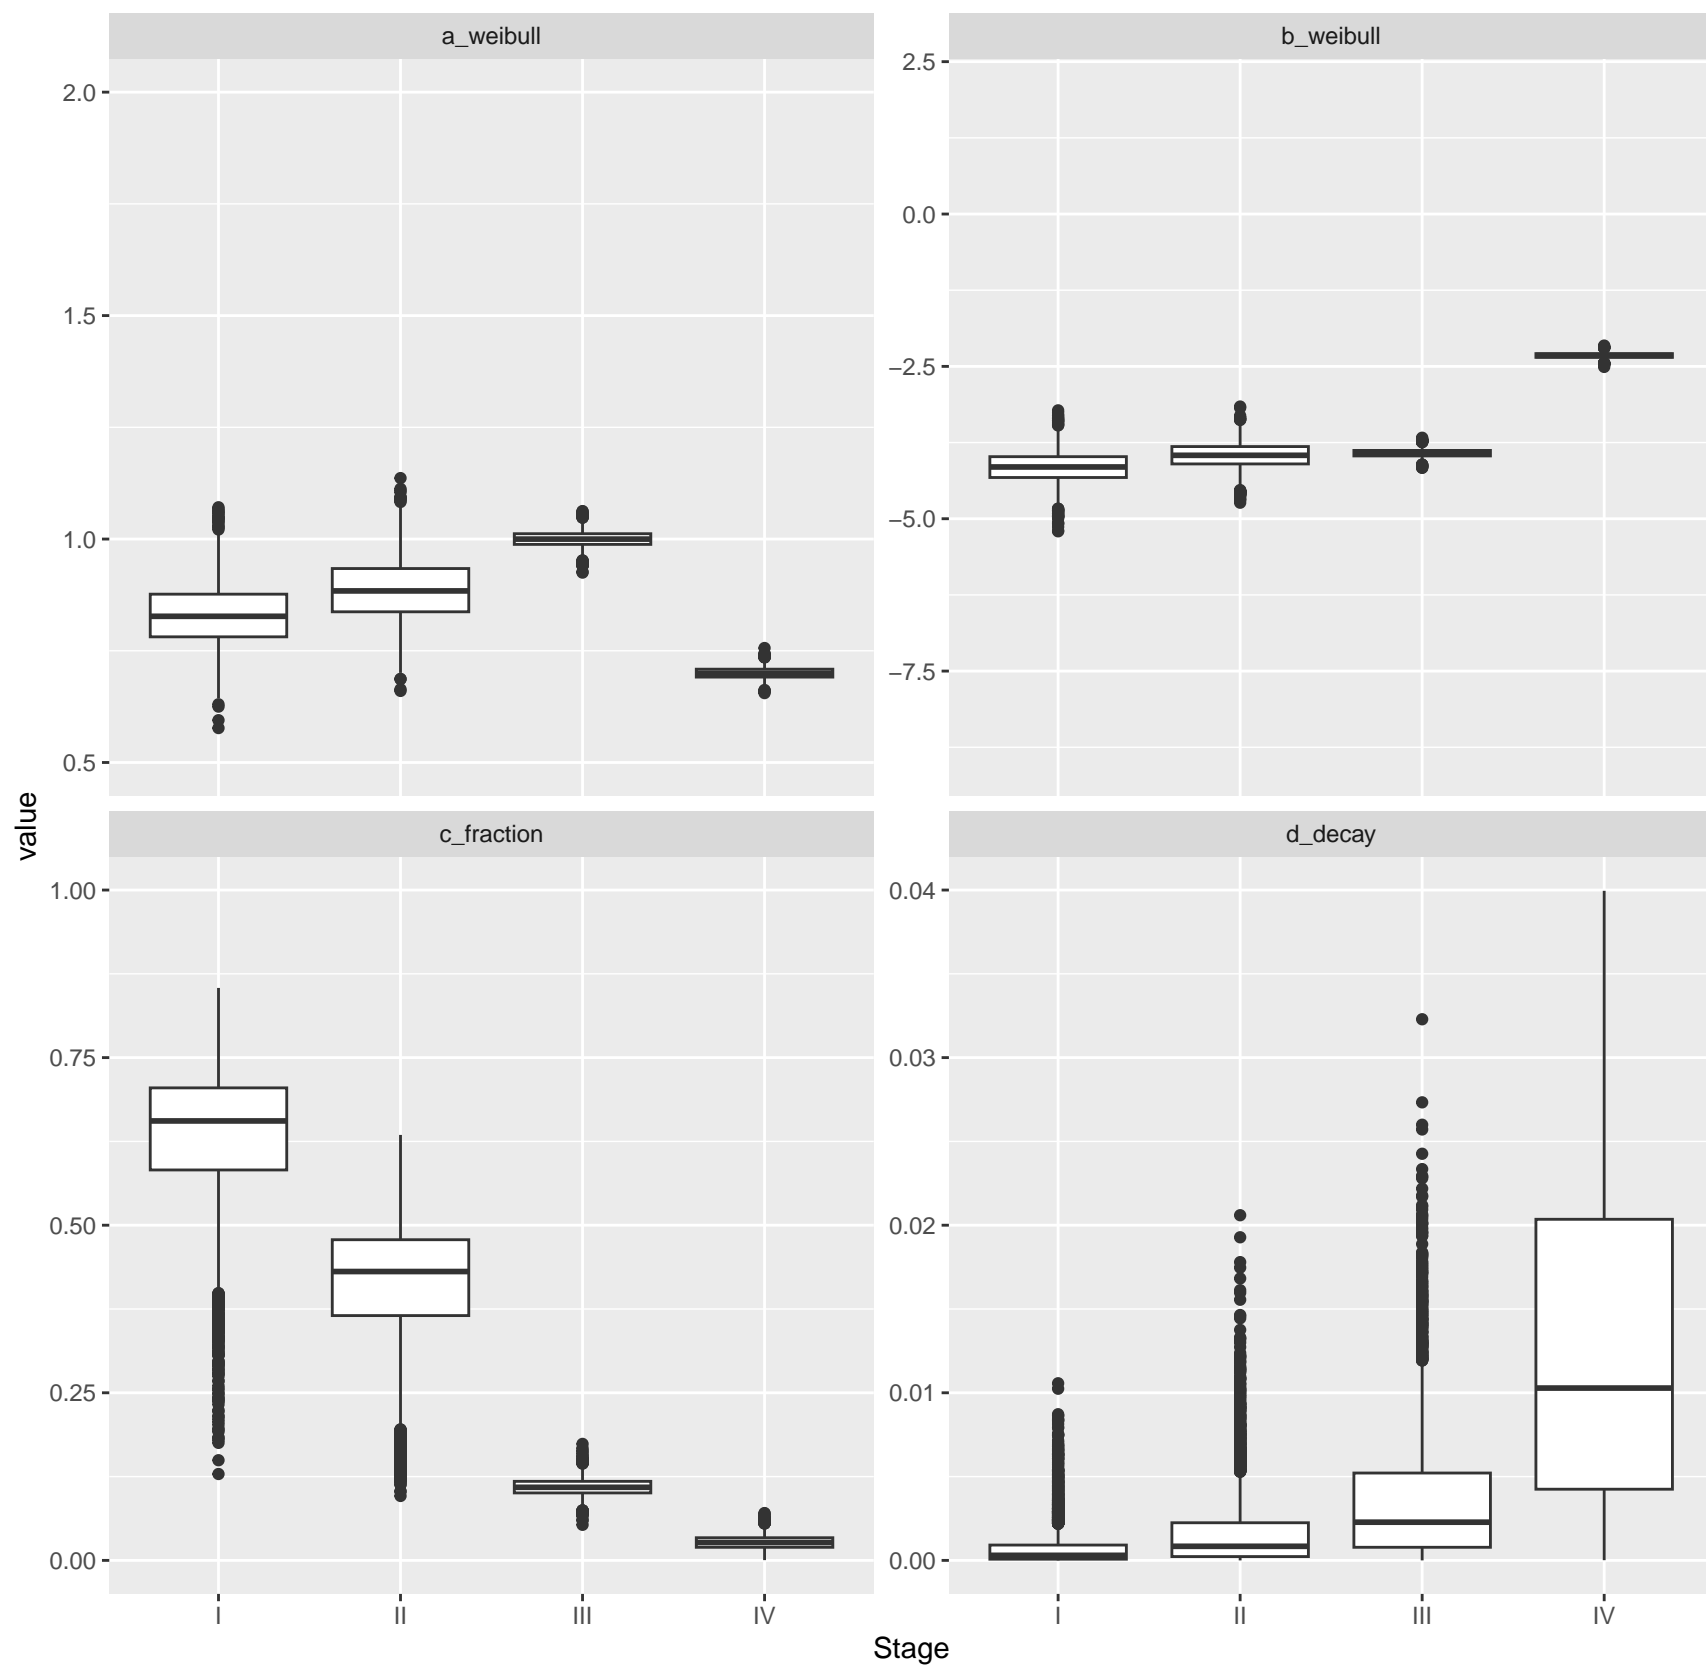 a_weibull
b_weibull
2.0
1.5
1.0
0.5
2.5
0.0
−2.5
−5.0
−7.5
value
c_fraction
d_decay
1.00
0.75
0.50
0.25
0.00
0.04
0.03
0.02
0.01
0.00
I II III IV
I II III IV
Stage